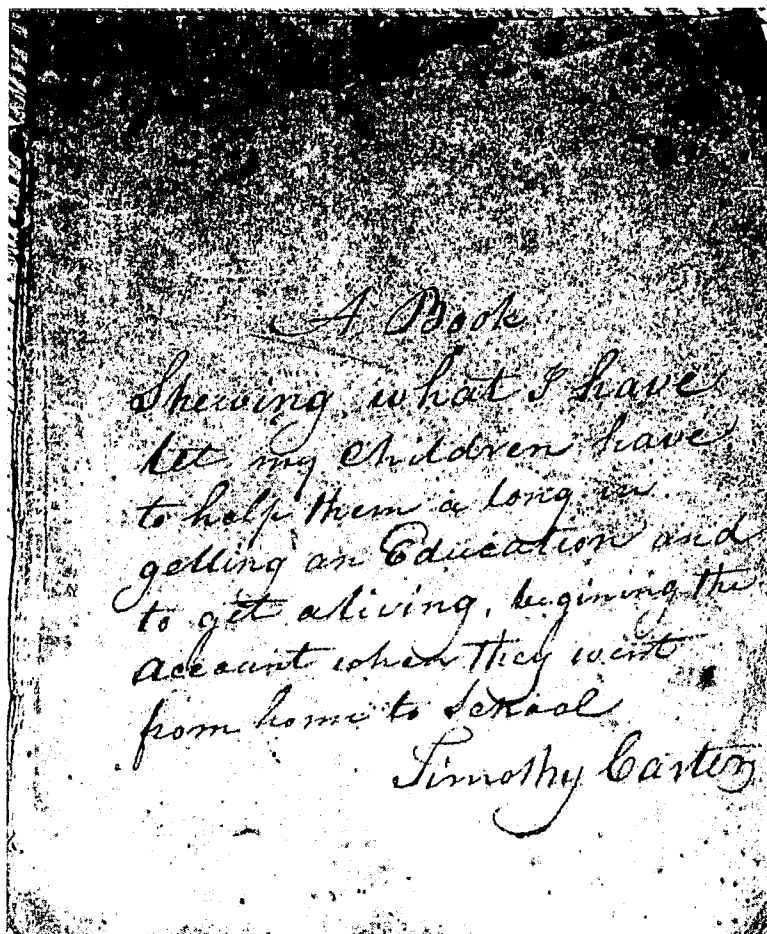 A Book
Shewing what I have
let my Children have
to help them a long in
getting an Education and
to get a living, begining the
account when they went
from home to School
Timothy Carter